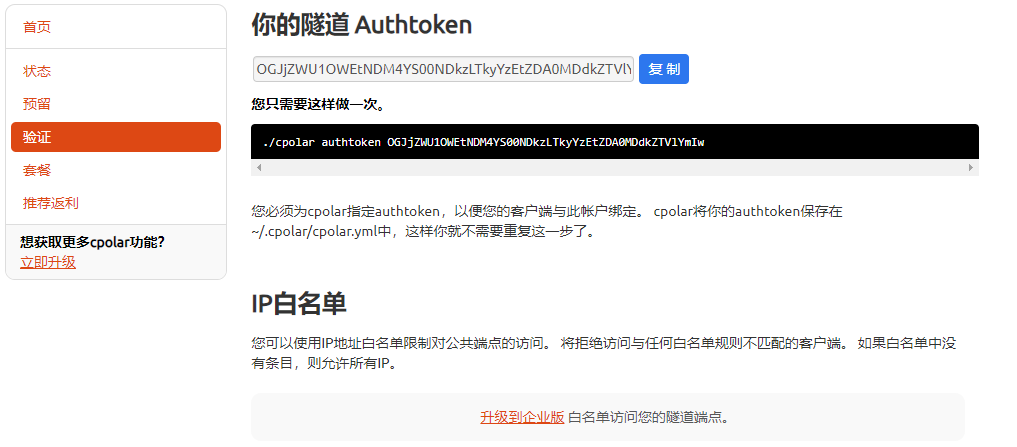 首页
状态
预留
验证
套餐
推荐返利
想获取更多cpolar功能?
立即升级
你的隧道 Authtoken
OGJjZWU1OWEtNDM4YS00NDkzLTkyYzEtZDA0MDdkZTVlY
复制
您只需要这样做一次。
./cpolar authtoken OGJjZWU1OWEtNDM4YS00NDkzLTkyYzEtZDA0MDdkZTVlYmIw
您必须为cpolar指定authtoken,以便您的客户端与此帐户绑定。 cpolar将你的authtoken保存在
~/.cpolar/cpolar.yml中,这样你就不需要重复这一步了。
IP白名单
您可以使用IP地址白名单限制对公共端点的访问。 将拒绝访问与任何白名单规则不匹配的客户端。 如果白名单中没
有条目,则允许所有IP。
升级到企业版 白名单访问您的隧道端点。